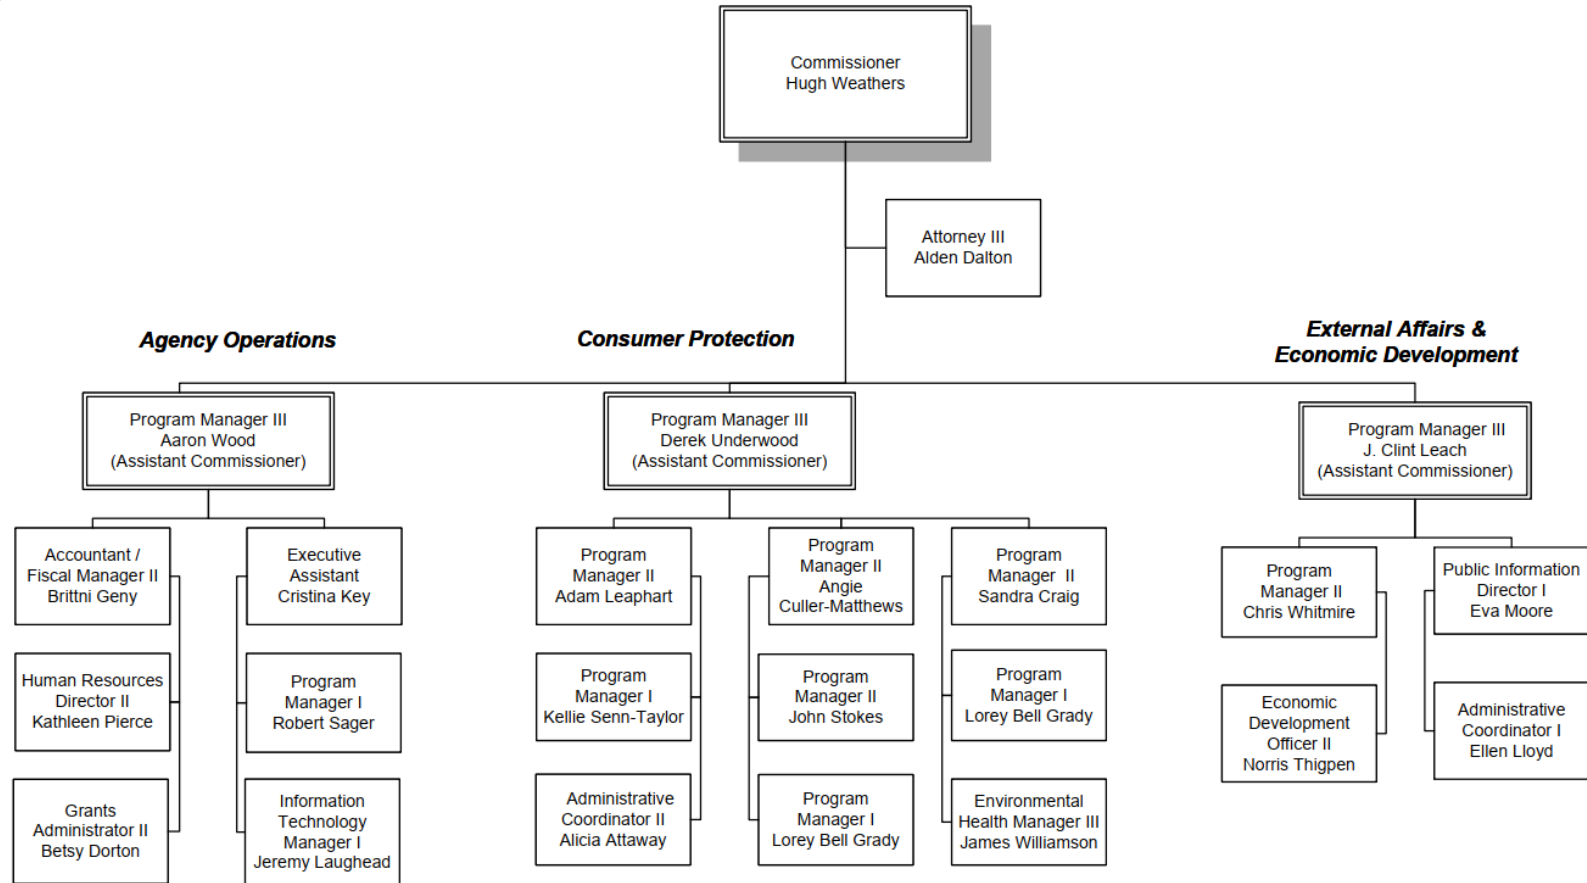 Commissioner
Hugh Weathers
Attorney III
Alden Dalton
Agency Operations
Consumer Protection
External Affairs &
Economic Development
Program Manager III
Aaron Wood
(Assistant Commissioner)
Program Manager III
Derek Underwood
(Assistant Commissioner)
Program Manager III
J. Clint Leach
(Assistant Commissioner)
Accountant /
Fiscal Manager II
Brittni Geny
Executive
Assistant
Cristina Key
Program
Manager II
Adam Leaphart
Program
Manager II
Angie
Culler-Matthews
Program
Manager II
Sandra Craig
Program
Manager II
Chris Whitmire
Public Information
Director I
Eva Moore
Human Resources
Director II
Kathleen Pierce
Program
Manager I
Robert Sager
Program
Manager I
Kellie Senn-Taylor
Program
Manager II
John Stokes
Program
Manager I
Lorey Bell Grady
Economic
Development
Officer II
Norris Thigpen
Administrative
Coordinator I
Ellen Lloyd
Grants
Administrator II
Betsy Dorton
Information
Technology
Manager I
Jeremy Laughead
Administrative
Coordinator II
Alicia Attaway
Program
Manager I
Lorey Bell Grady
Environmental
Health Manager III
James Williamson